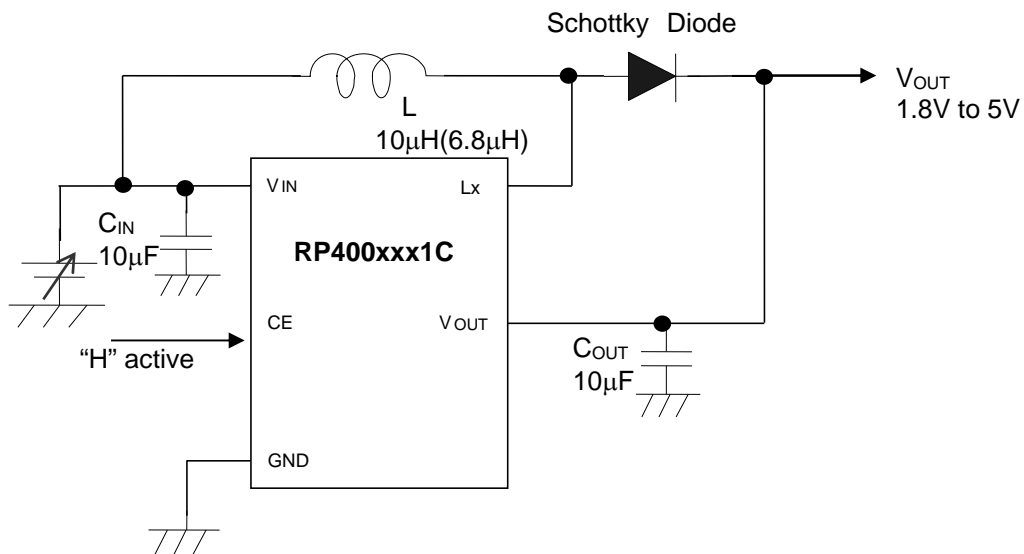 Schottky Diode
VOUT
1.8V to 5V
L
10μH(6.8μH)
VIN
Lx
CIN
10μF
RP400xxx1C
CE
VOUT
"H" active
COUT
10μF
GND